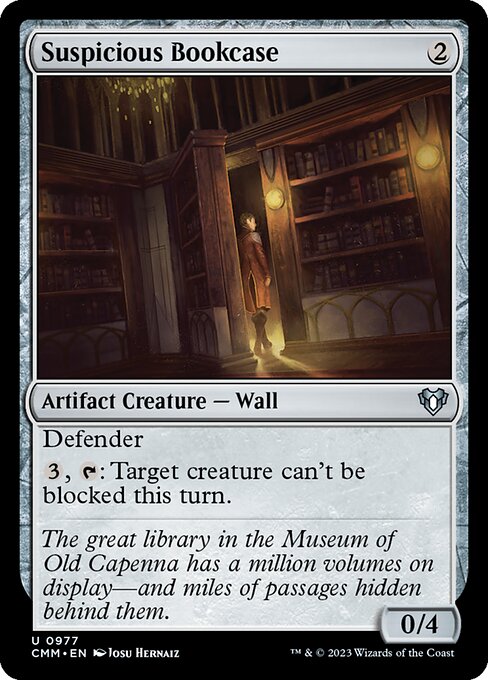 Suspicious Bookcase 2
Artifact Creature — Wall
Defender
3, : Target creature can't be
blocked this turn.
The great library in the Museum of
Old Capenna has a million volumes on
display—and miles of passages hidden
behind them.
0/4
U 0977
CMM • EN Josu Hernaiz
™ & © 2023 Wizards of the Coast